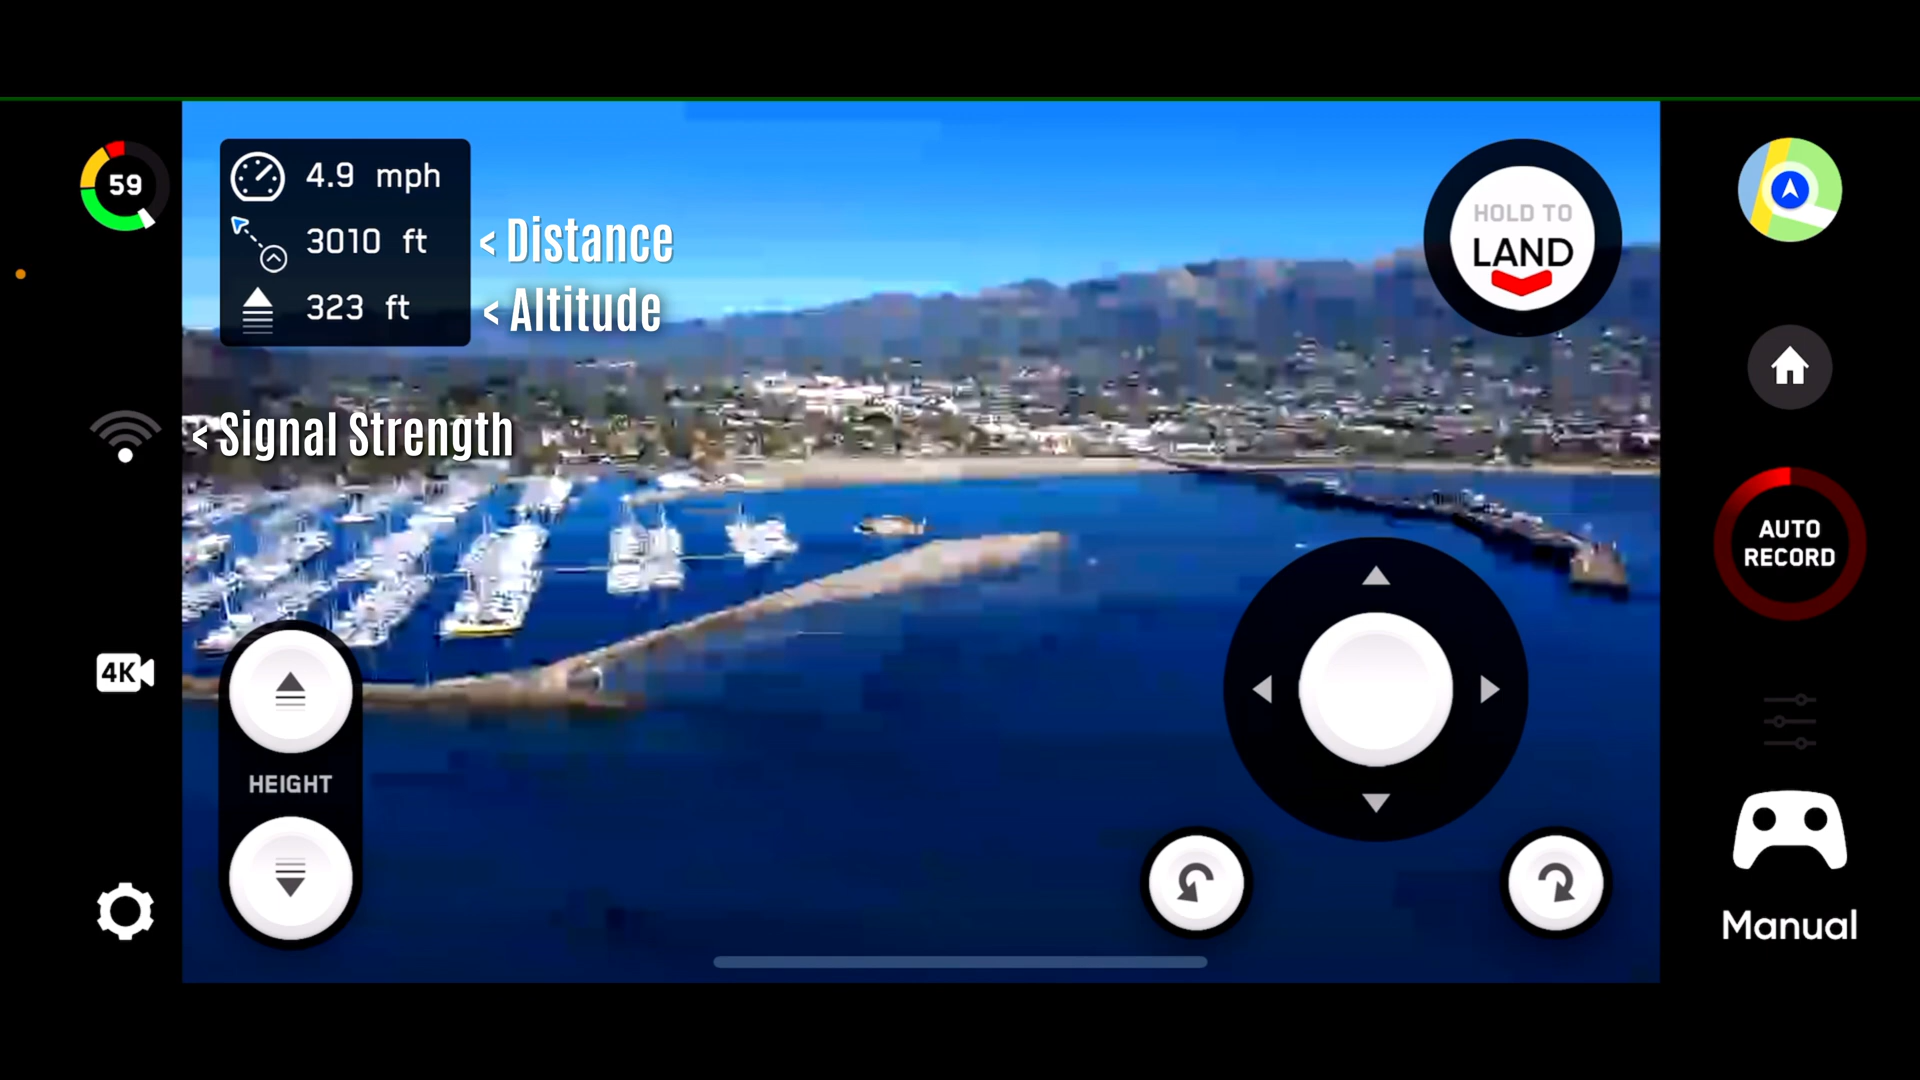 59
4.9 mph
3010 ft
< Distance
323 ft
< Altitude
HOLD TO
LAND
< Signal Strength
AUTO
RECORD
4K
HEIGHT
Manual